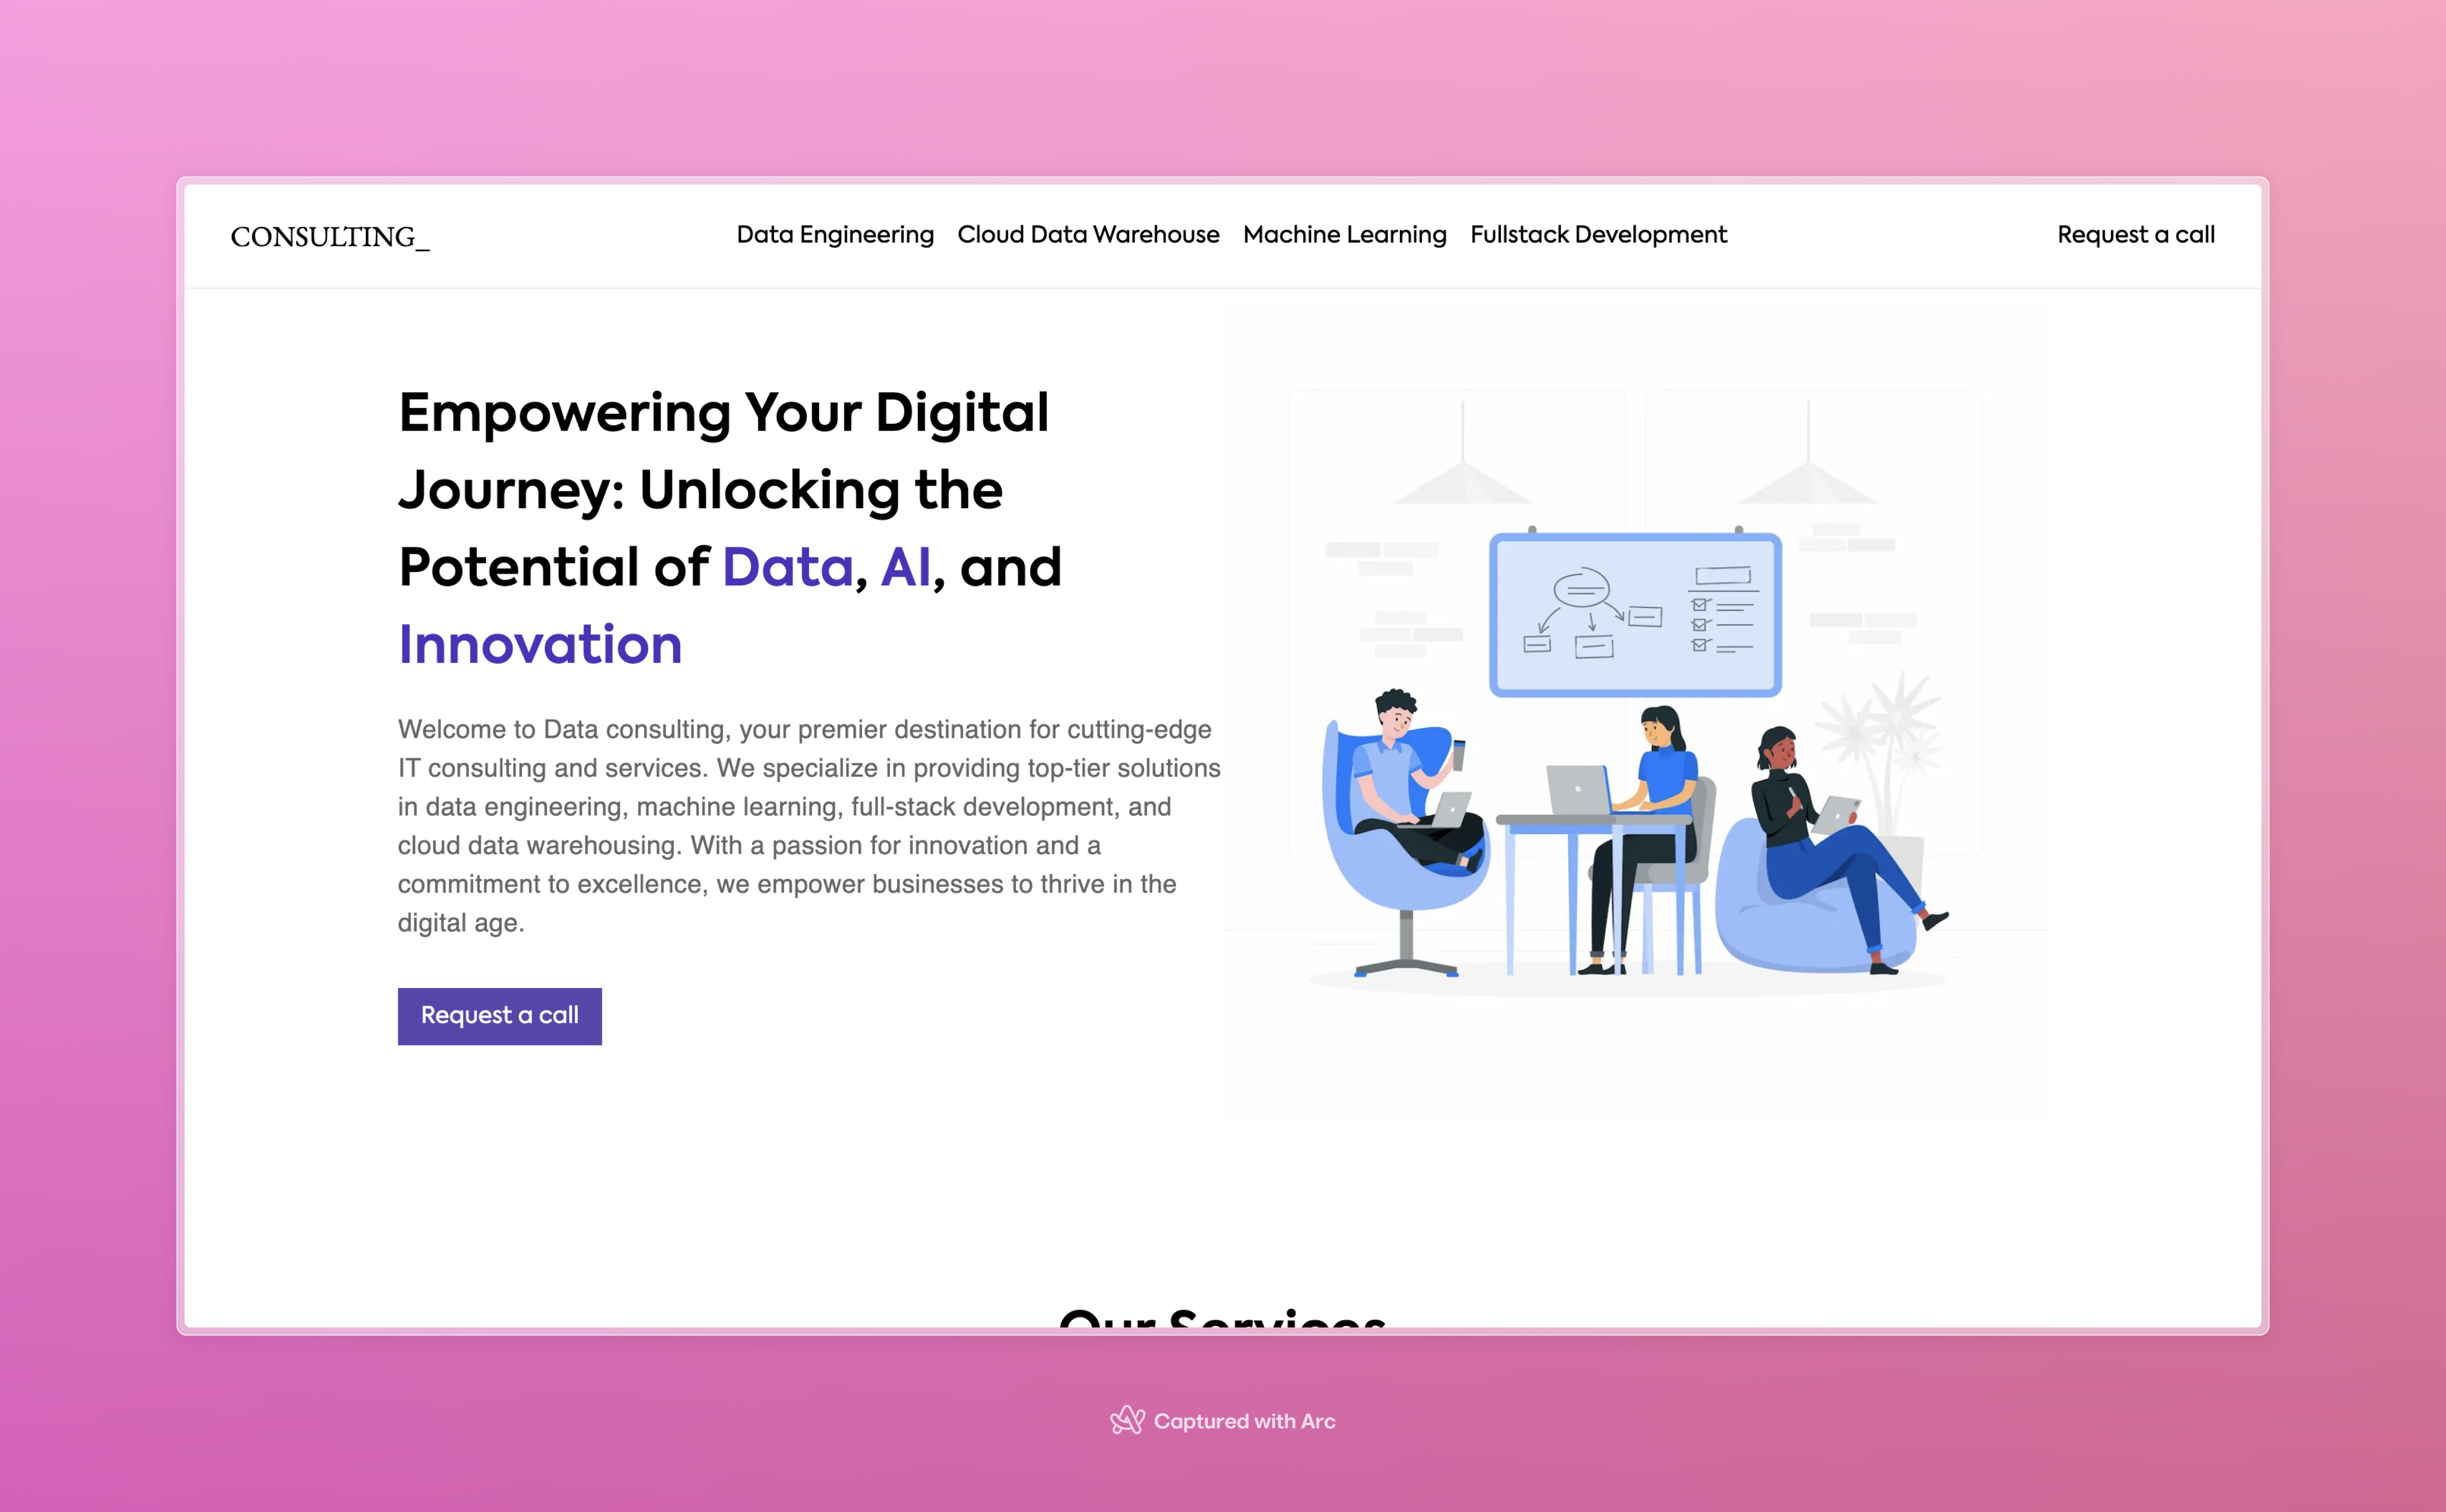 CONSULTING_
Data Engineering Cloud Data Warehouse Machine Learning Fullstack Development
Request a call
Empowering Your Digital
Journey: Unlocking the
Potential of Data, AI, and
Innovation
Welcome to Data consulting, your premier destination for cutting-edge
IT consulting and services. We specialize in providing top-tier solutions
in data engineering, machine learning, full-stack development, and
cloud data warehousing. With a passion for innovation and a
commitment to excellence, we empower businesses to thrive in the
digital age.
Request a call
Our Services
Captured with Arc